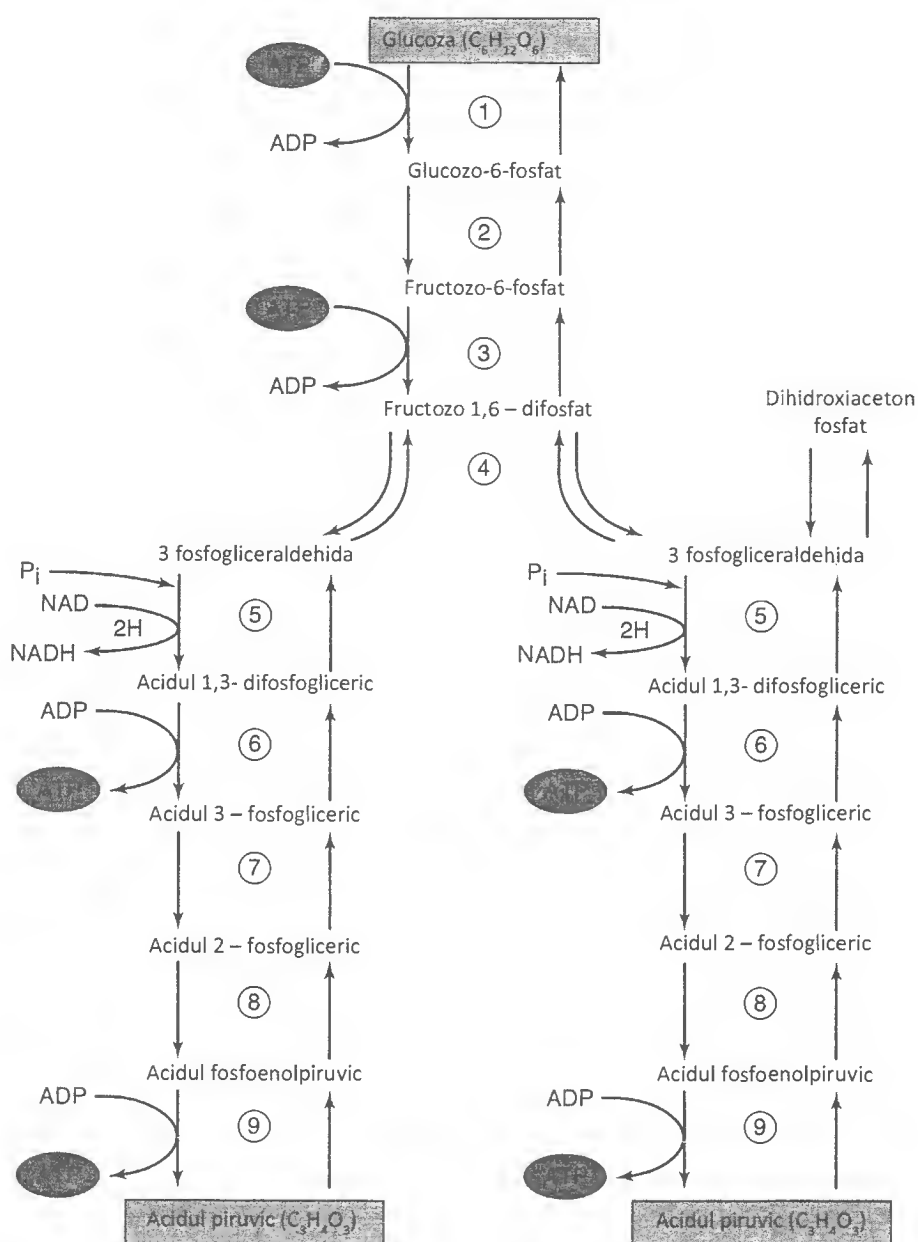 Glucoza (C6H12O6)
ATP
ADP
1
Glucozo-6-fosfat
2
Fructozo-6-fosfat
ADP
3
Fructozo 1,6 – difosfat
Dihidroxiaceton
fosfat
4
3 fosfogliceraldehida
Pi
NAD
2H
NADH
5
Acidul 1,3- difosfogliceric
ADP
6
ATP
Acidul 3 – fosfogliceric
7
Acidul 2 – fosfogliceric
8
Acidul fosfoenolpiruvic
ADP
9
Acidul piruvic (C3H4O3)
3 fosfogliceraldehida
Pi
NAD
2H
NADH
5
Acidul 1,3- difosfogliceric
ADP
6
Acidul 3 – fosfogliceric
7
Acidul 2 – fosfogliceric
8
Acidul fosfoenolpiruvic
ADP
9
Acidul piruvic (C3H4O3)